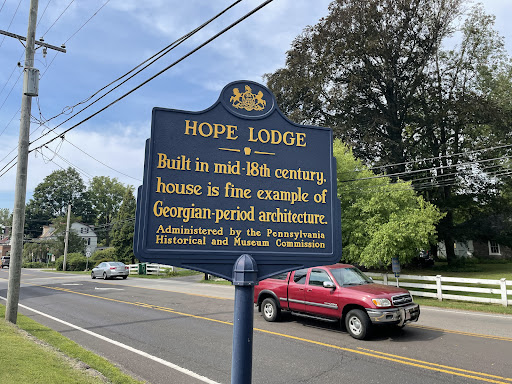 HOPE LODGE
Built in mid-18th century,
house is fine example of
Georgian-period architecture.
Administered by the Pennsylvania
Historical and Museum Commission